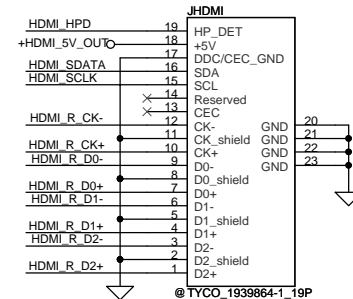 JHDMI
HDMI_HPD 19 HP_DET
+HDMI_5V_OUT 18 +5V
17 DDC/CEC_GND
HDMI_SDATA 16 SDA
HDMI_SCLK 15 SCL
14 Reserved
13 CEC
HDMI_R_CK- 12 CK- GND 20
11 CK_shield GND 21
HDMI_R_CK+ 10 CK+ GND 22
HDMI_R_D0- 9 D0- GND 23
8 D0_shield
HDMI_R_D0+ 7 D0+
HDMI_R_D1- 6 D1-
5 D1_shield
HDMI_R_D1+ 4 D1+
HDMI_R_D2- 3 D2-
2 D2_shield
HDMI_R_D2+ 1 D2+
@TYCO_1939864-1_19P